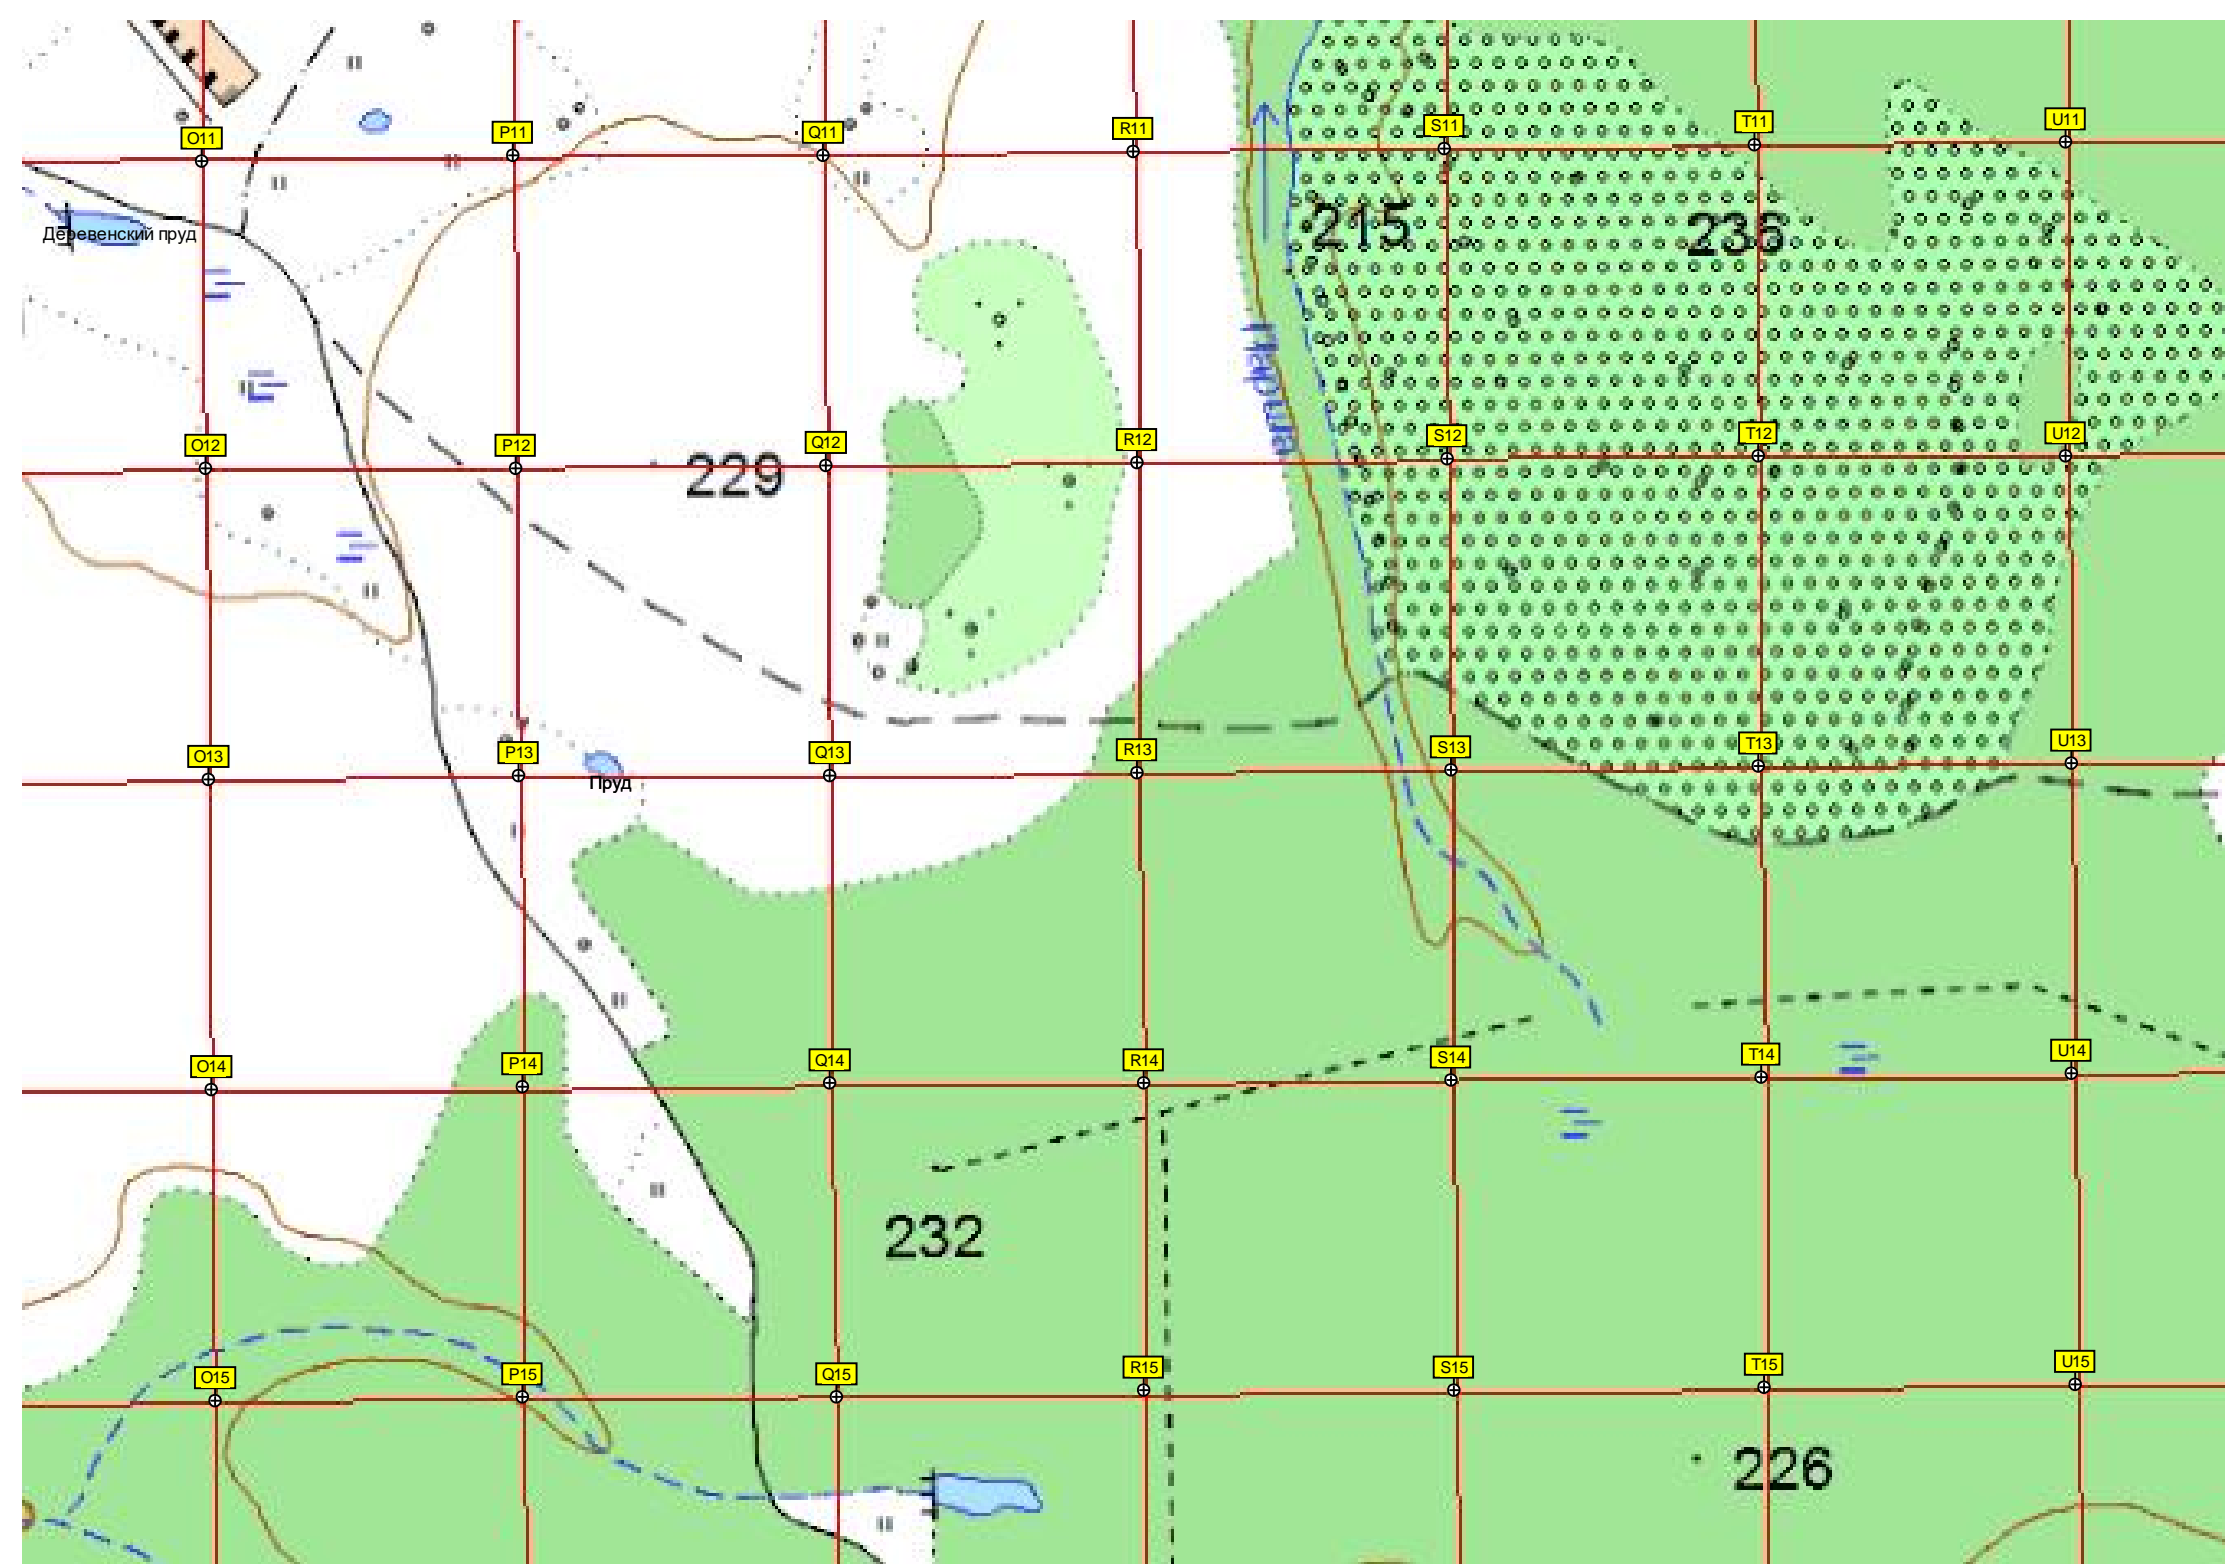 O11 P11 Q11 R11 S11 T11 U11
Деревенский пруд
215 236
O12 P12 Q12 R12 S12 T12 U12
229
O13 P13 Q13 R13 S13 T13 U13
Пруд
O14 P14 Q14 R14 S14 T14 U14
232
O15 P15 Q15 R15 S15 T15 U15
226